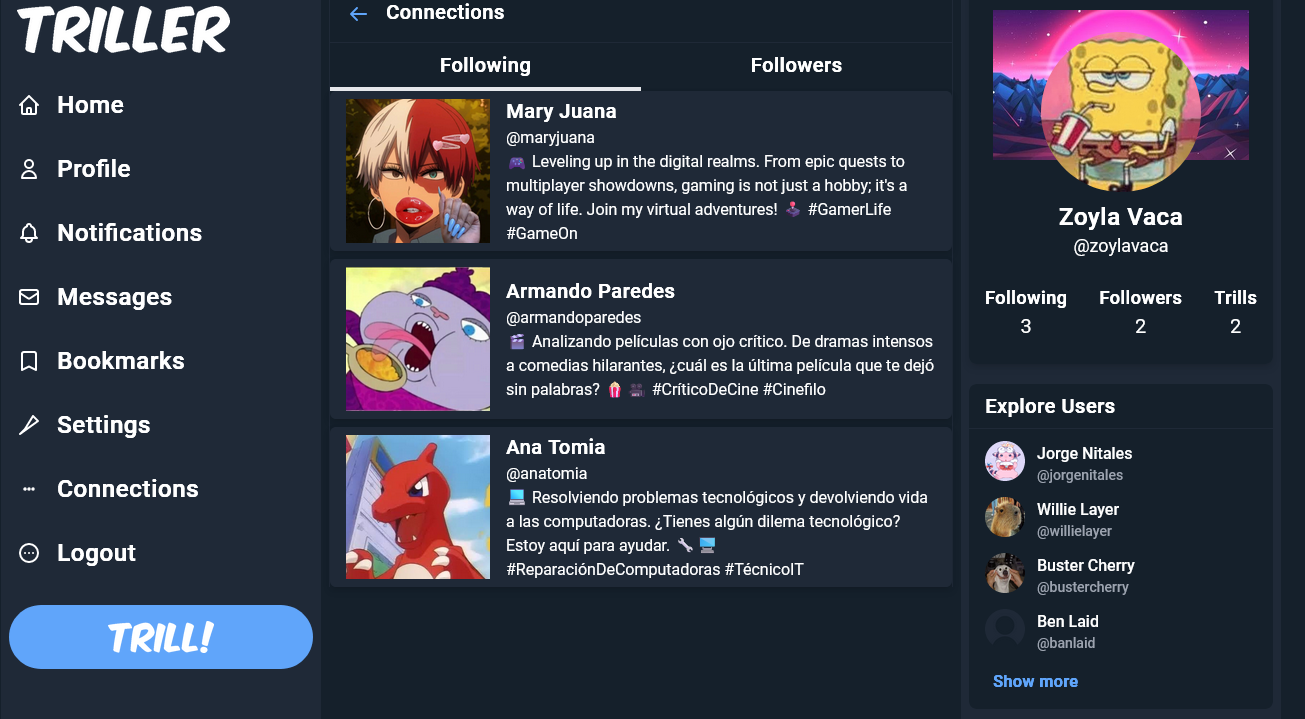 TRILLER
Home
Profile
Notifications
Messages
Bookmarks
Settings
Connections
Logout
TRILL!
Connections
Following
Followers
Mary Juana
@maryjuana
🎮 Leveling up in the digital realms. From epic quests to
multiplayer showdowns, gaming is not just a hobby; it's a
way of life. Join my virtual adventures! 🕹️ #GamerLife
#GameOn
Armando Paredes
@armandoparedes
🎬 Analizando películas con ojo crítico. De dramas intensos
a comedias hilarantes, ¿cuál es la última película que te dejó
sin palabras? 🍿 🎥 #CríticoDeCine #Cinefilo
Ana Tomia
@anatomia
💻 Resolviendo problemas tecnológicos y devolviendo vida
a las computadoras. ¿Tienes algún dilema tecnológico?
Estoy aquí para ayudar. 🔧 🖥️
#ReparaciónDeComputadoras #TécnicoIT
Zoyla Vaca
@zoylavaca
Following Followers Trills
3 2 2
Explore Users
Jorge Nitales
@jorgenitales
Willie Layer
@willielayer
Buster Cherry
@bustercherry
Ben Laid
@banlaid
Show more